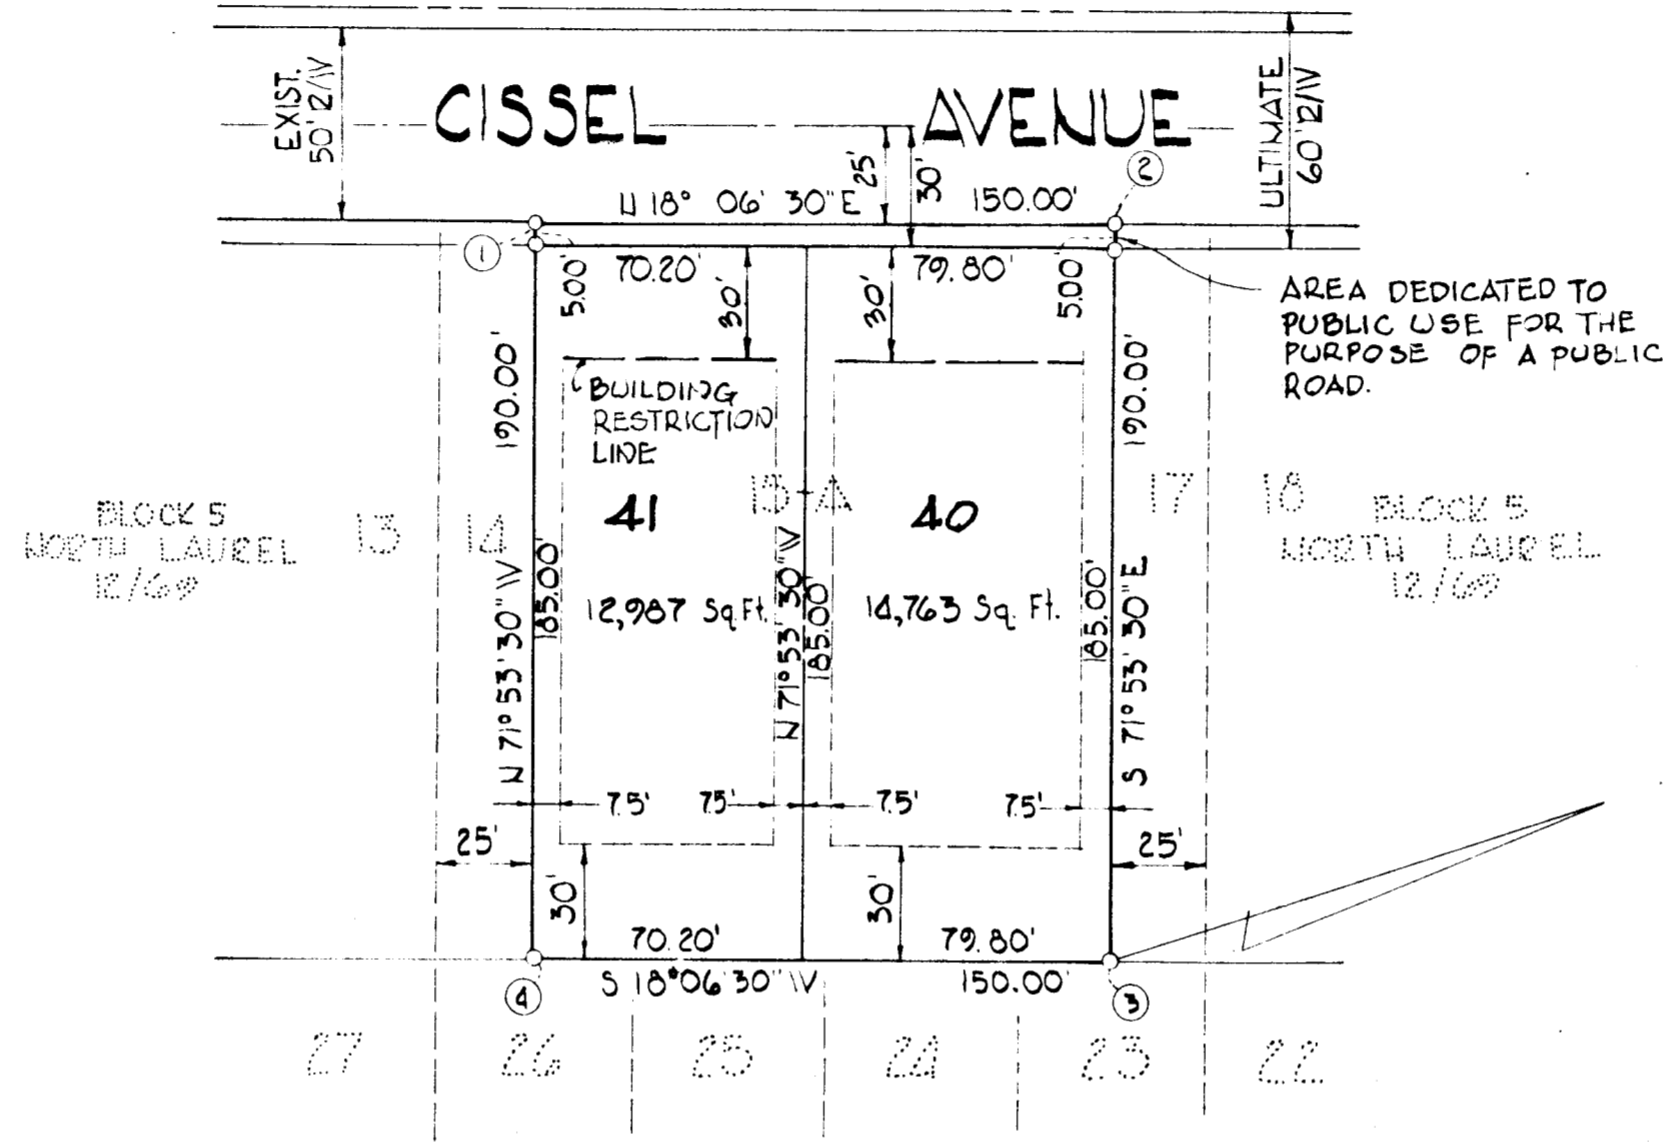 EXIST.
50' R/W
CISSEL AVENUE
ULTIMATE
60' R/W
25'
30'
2
N 18° 06' 30" E 150.00'
1
5.00'
70.20'
30'
30'
79.80'
5.00'
AREA DEDICATED TO
PUBLIC USE FOR THE
PURPOSE OF A PUBLIC
ROAD.
190.00'
190.00'
BUILDING
RESTRICTION
LINE
BLOCK 5
NORTH LAUREL
12/69
13
14
41
15-A
40
17
18
BLOCK 5
NORTH LAUREL
12/69
N 71° 53' 30" W
185.00'
12,987 Sq. Ft.
N 71° 53' 30" W
185.00'
14,763 Sq. Ft.
185.00'
S 71° 53' 30" E
7.5'
7.5'
7.5'
7.5'
25'
25'
30'
30'
70.20'
79.80'
S 18° 06' 30" W 150.00'
4
3
27
26
25
24
23
22